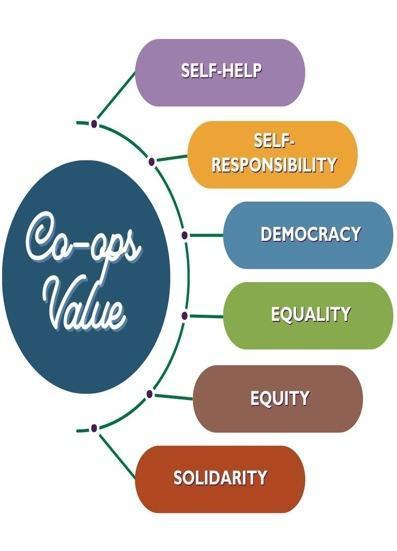 Co-ops
Value
SELF-HELP
SELF-
RESPONSIBILITY
DEMOCRACY
EQUALITY
EQUITY
SOLIDARITY